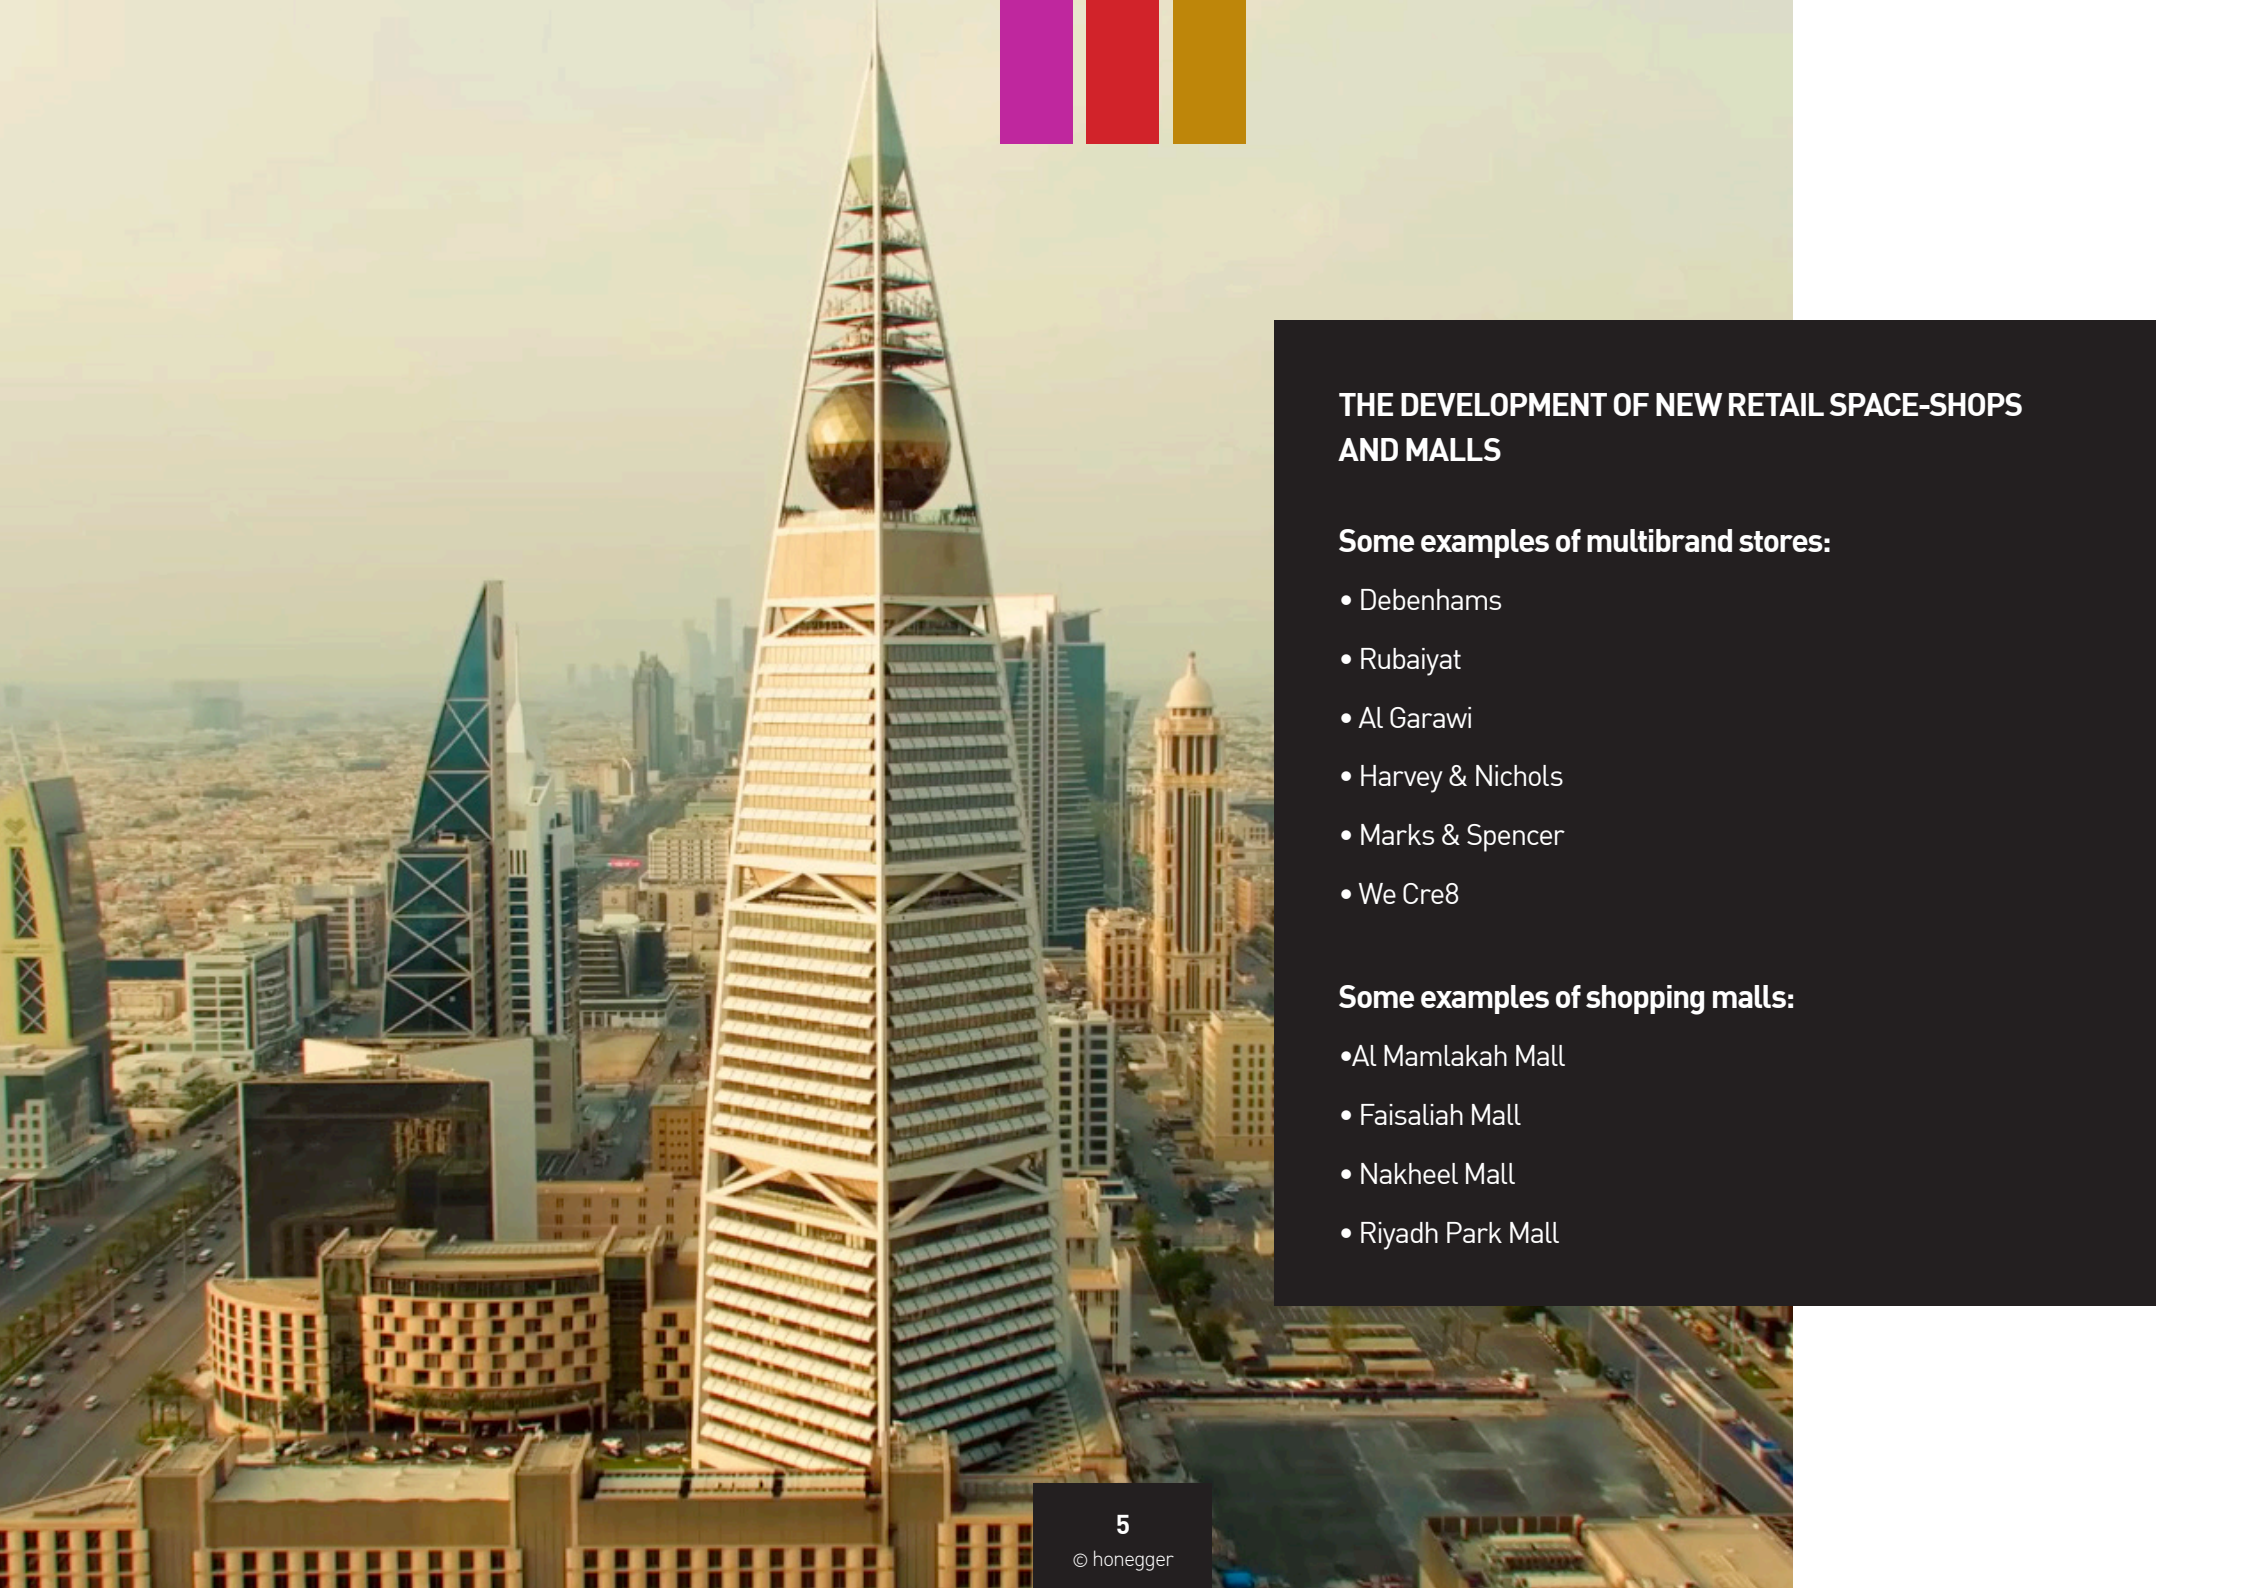 THE DEVELOPMENT OF NEW RETAIL SPACE-SHOPS
AND MALLS
Some examples of multibrand stores:
• Debenhams
• Rubaiyat
• Al Garawi
• Harvey & Nichols
• Marks & Spencer
• We Cre8
Some examples of shopping malls:
•Al Mamlakah Mall
• Faisaliah Mall
• Nakheel Mall
• Riyadh Park Mall
5
© honegger